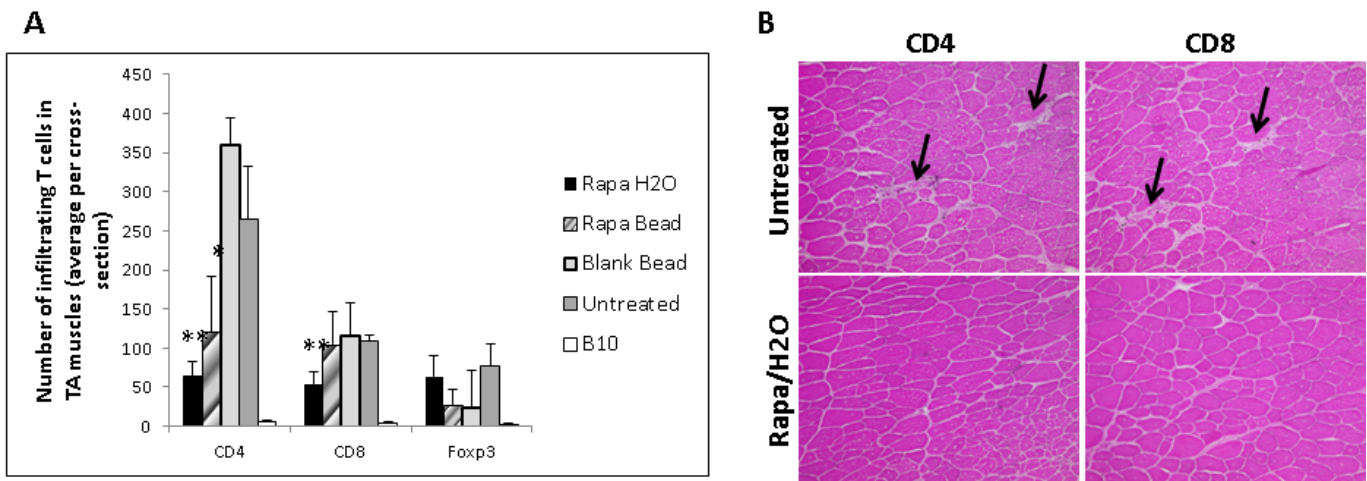 A
Number of infiltrating T cells in
TA muscles (average per cross-
section)
450
400
350
300
250
200
150
100
50
0
**
*
**
CD4
CD8
Foxp3
Rapa H2O
Rapa Bead
Blank Bead
Untreated
B10
B
CD4
CD8
Untreated
Rapa/H2O